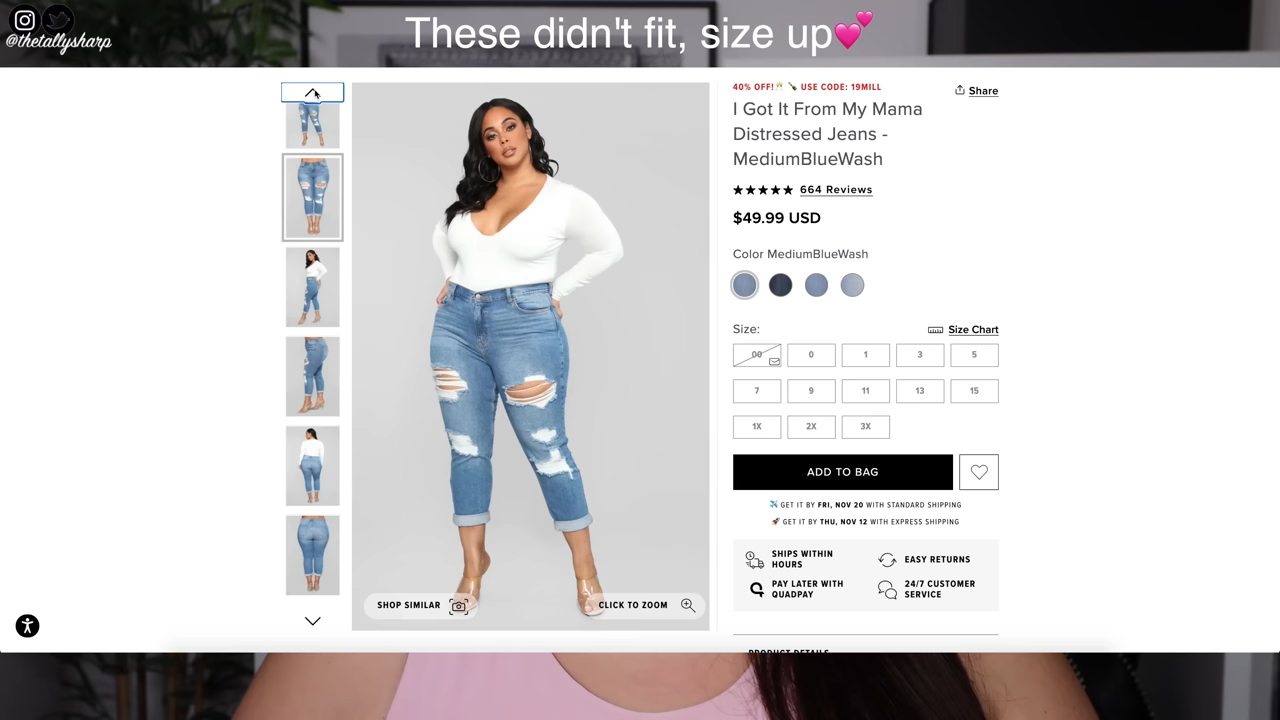 These didn't fit, size up💕
@thetallysharp
40% OFF!🥂 🍾 USE CODE: 19MILL
Share
I Got It From My Mama
Distressed Jeans -
MediumBlueWash
★★★★★ 664 Reviews
$49.99 USD
Color MediumBlueWash
Size:
Size Chart
00 0 1 3 5
7 9 11 13 15
1X 2X 3X
ADD TO BAG
✈️ GET IT BY FRI, NOV 20 WITH STANDARD SHIPPING
🚀 GET IT BY THU, NOV 12 WITH EXPRESS SHIPPING
SHIPS WITHIN
HOURS
EASY RETURNS
PAY LATER WITH
QUADPAY
24/7 CUSTOMER
SERVICE
SHOP SIMILAR
CLICK TO ZOOM
PRODUCT DETAILS